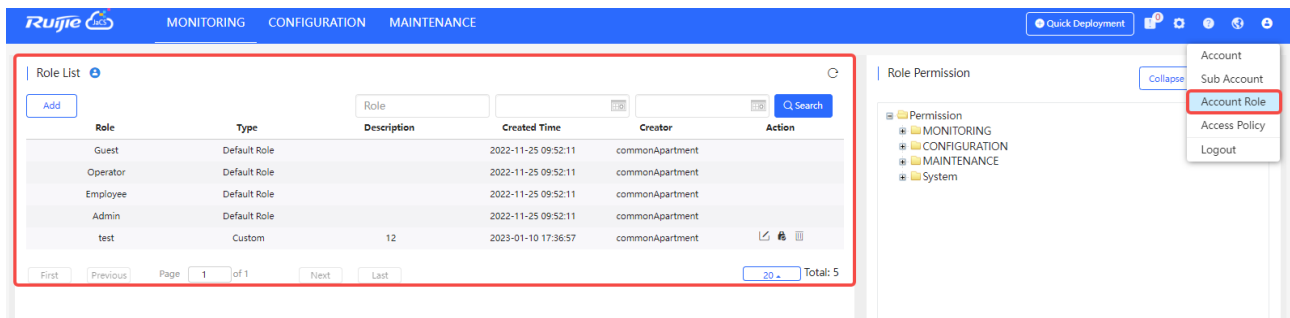 Ruijie JaCS MONITORING CONFIGURATION MAINTENANCE Quick Deployment 0
Role List
Add Role Search
Role Type Description Created Time Creator Action
Guest Default Role 2022-11-25 09:52:11 commonApartment
Operator Default Role 2022-11-25 09:52:11 commonApartment
Employee Default Role 2022-11-25 09:52:11 commonApartment
Admin Default Role 2022-11-25 09:52:11 commonApartment
test Custom 12 2023-01-10 17:36:57 commonApartment
First Previous Page 1 of 1 Next Last 20 Total: 5
Role Permission
Collapse
Permission
MONITORING
CONFIGURATION
MAINTENANCE
System
Account
Sub Account
Account Role
Access Policy
Logout